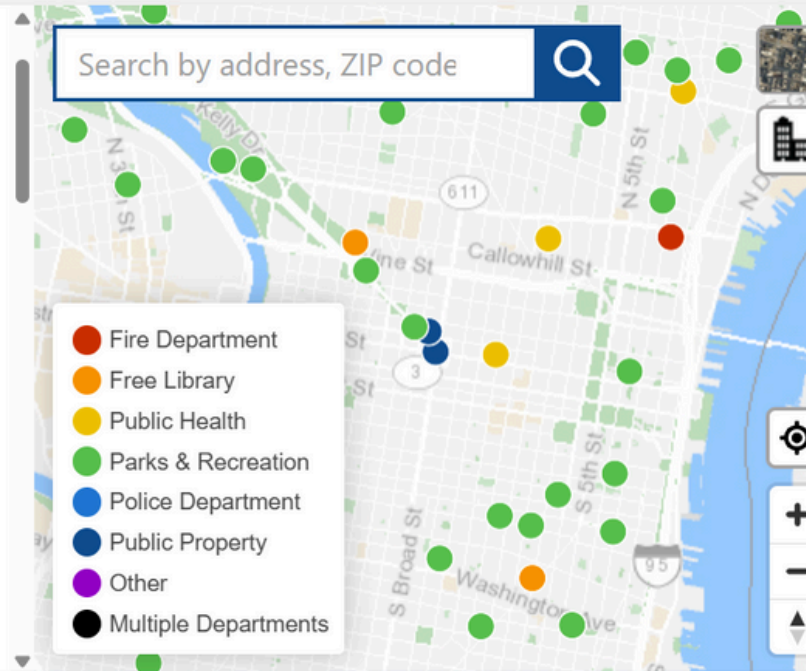 Search by address, ZIP code
Kelly Dr
N 5th St
611
Callowhill St
Vine St
St
3
St
Fire Department
Free Library
Public Health
Parks & Recreation
Police Department
Public Property
Other
Multiple Departments
S 5th St
S Broad St
95
Washington Ave